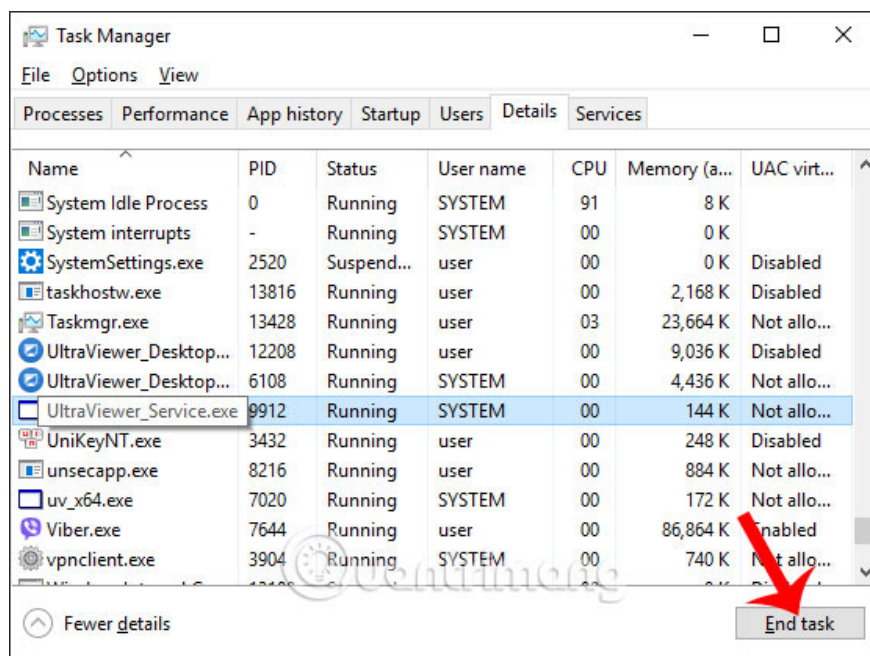 Task Manager
File Options View
Processes Performance App history Startup Users Details Services
Name PID Status User name CPU Memory (a... UAC virt...
System Idle Process 0 Running SYSTEM 91 8 K
System interrupts - Running SYSTEM 00 0 K
SystemSettings.exe 2520 Suspend... user 00 0 K Disabled
taskhostw.exe 13816 Running user 00 2,168 K Disabled
Taskmgr.exe 13428 Running user 03 23,664 K Not allo...
UltraViewer_Desktop... 12208 Running user 00 9,036 K Disabled
UltraViewer_Desktop... 6108 Running SYSTEM 00 4,436 K Not allo...
UltraViewer_Service.exe 9912 Running SYSTEM 00 144 K Not allo...
UniKeyNT.exe 3432 Running user 00 248 K Disabled
unsecapp.exe 8216 Running user 00 884 K Not allo...
uv_x64.exe 7020 Running SYSTEM 00 172 K Not allo...
Viber.exe 7644 Running user 00 86,864 K Enabled
vpnclient.exe 3904 Running SYSTEM 00 740 K Not allo...
Quantrimang
Fewer details End task